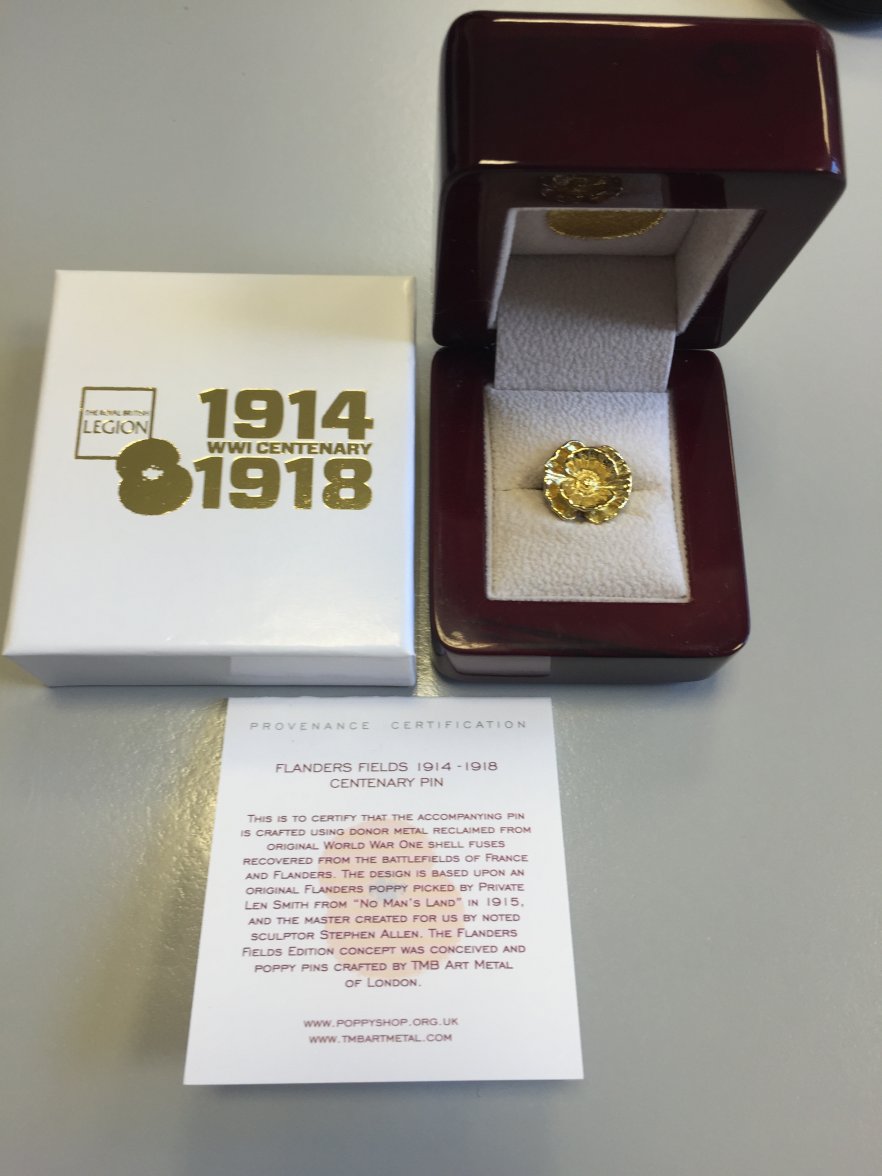 THE ROYAL BRITISH
LEGION
1914
WWI CENTENARY
1918
PROVENANCE CERTIFICATION
FLANDERS FIELDS 1914 - 1918
CENTENARY PIN
THIS IS TO CERTIFY THAT THE ACCOMPANYING PIN
IS CRAFTED USING DONOR METAL RECLAIMED FROM
ORIGINAL WORLD WAR ONE SHELL FUSES
RECOVERED FROM THE BATTLEFIELDS OF FRANCE
AND FLANDERS. THE DESIGN IS BASED UPON AN
ORIGINAL FLANDERS POPPY PICKED BY PRIVATE
LEN SMITH FROM “NO MAN’S LAND” IN 1915,
AND THE MASTER CREATED FOR US BY NOTED
SCULPTOR STEPHEN ALLEN. THE FLANDERS
FIELDS EDITION CONCEPT WAS CONCEIVED AND
POPPY PINS CRAFTED BY TMB ART METAL
OF LONDON.
WWW.POPPYSHOP.ORG.UK
WWW.TMBARTMETAL.COM